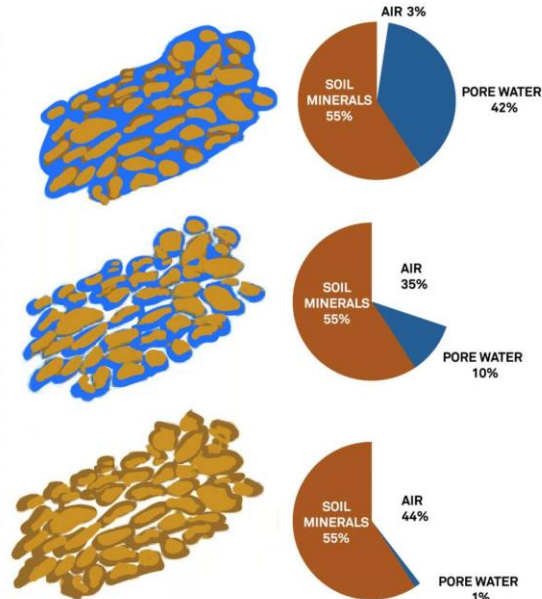 AIR 3%
SOIL
MINERALS
55%
PORE WATER
42%
AIR
35%
SOIL
MINERALS
55%
PORE WATER
10%
AIR
44%
SOIL
MINERALS
55%
PORE WATER
1%